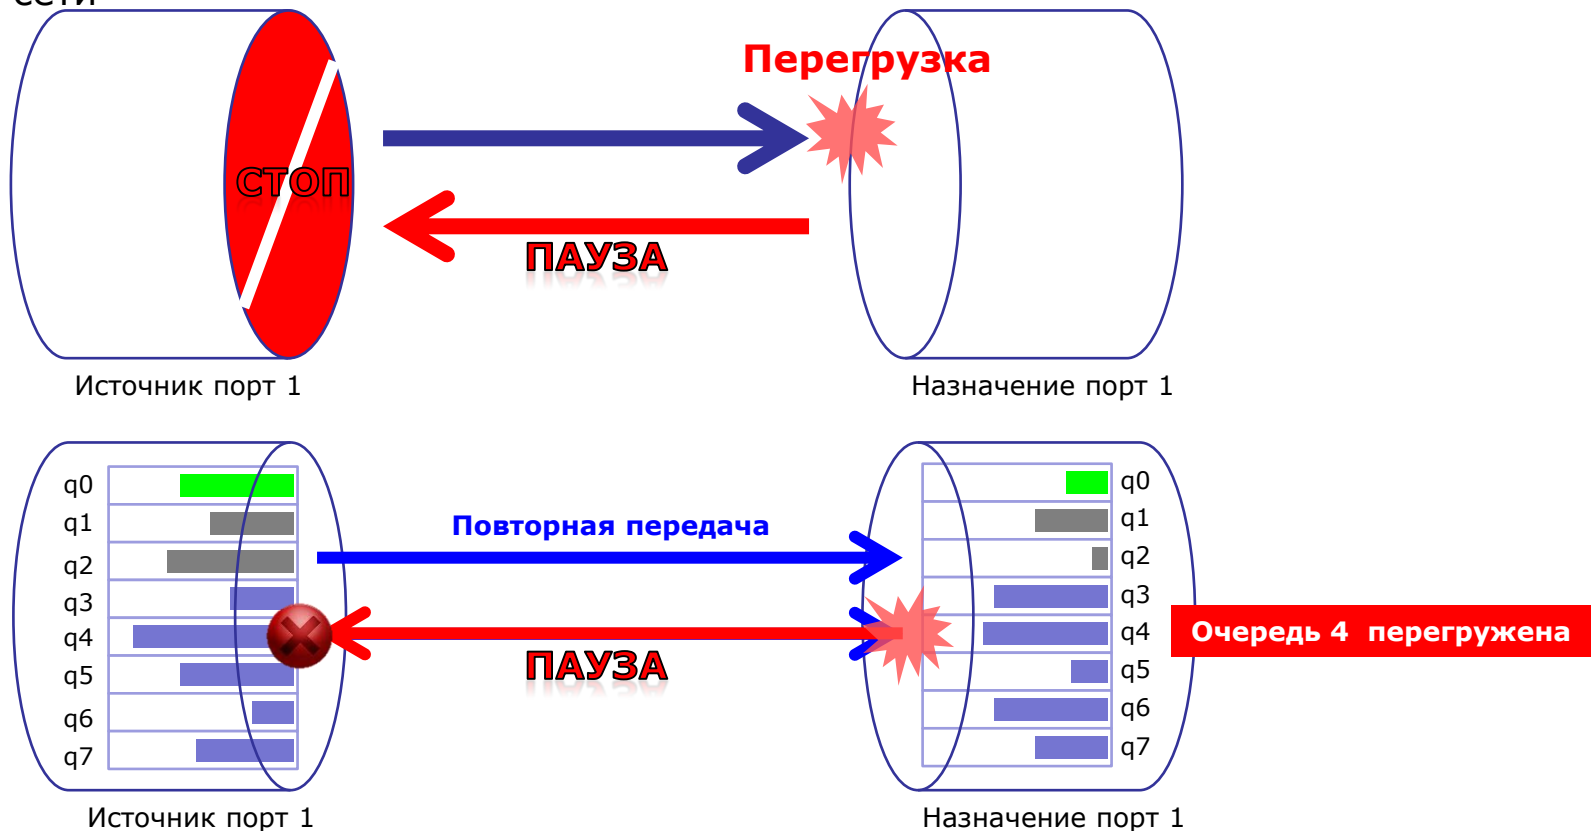 сети
Перегрузка
СТОП
ПАУЗА
Источник порт 1
Назначение порт 1
q0
q1
q2
q3
q4
q5
q6
q7
Повторная передача
ПАУЗА
q0
q1
q2
q3
q4
q5
q6
q7
Очередь 4 перегружена
Источник порт 1
Назначение порт 1